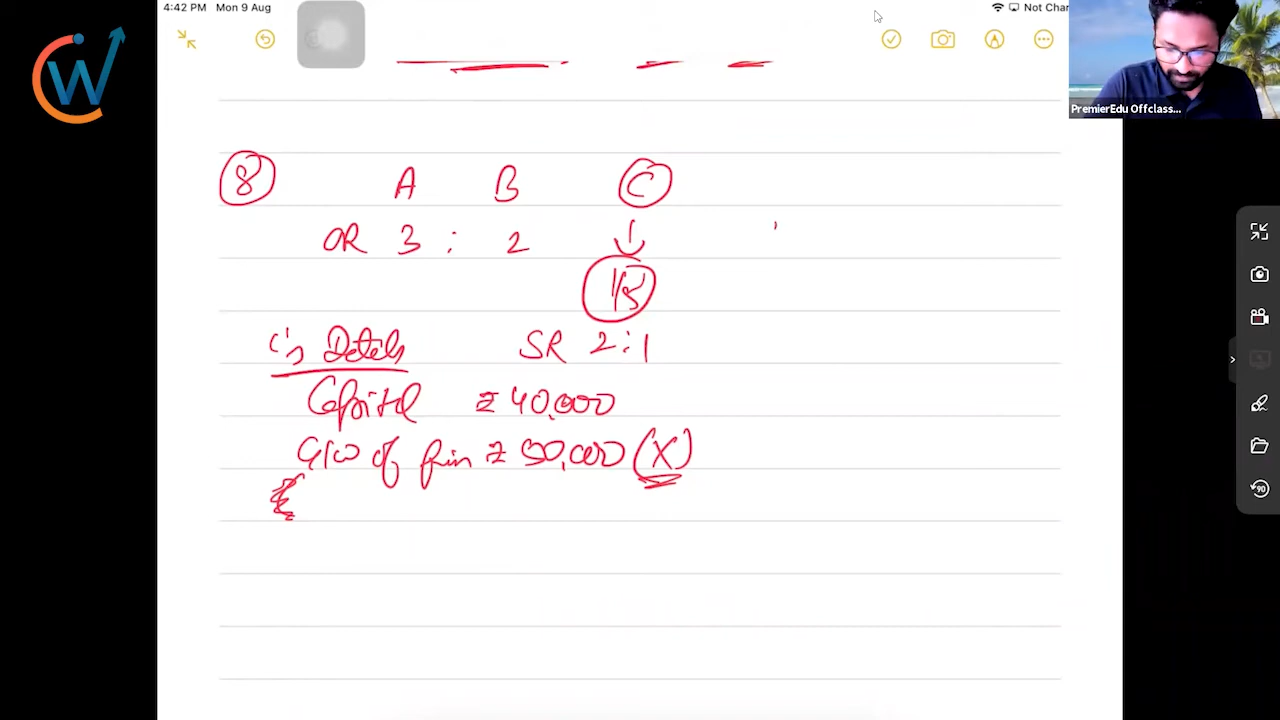 4:42 PM Mon 9 Aug
Not Char
PremierEdu Offclass...
W
8 A B C
OR 3 : 2
1/5
C's Details SR 2:1
Capital ₹ 40,000
G/w of firm ₹ 50,000 (X)
90